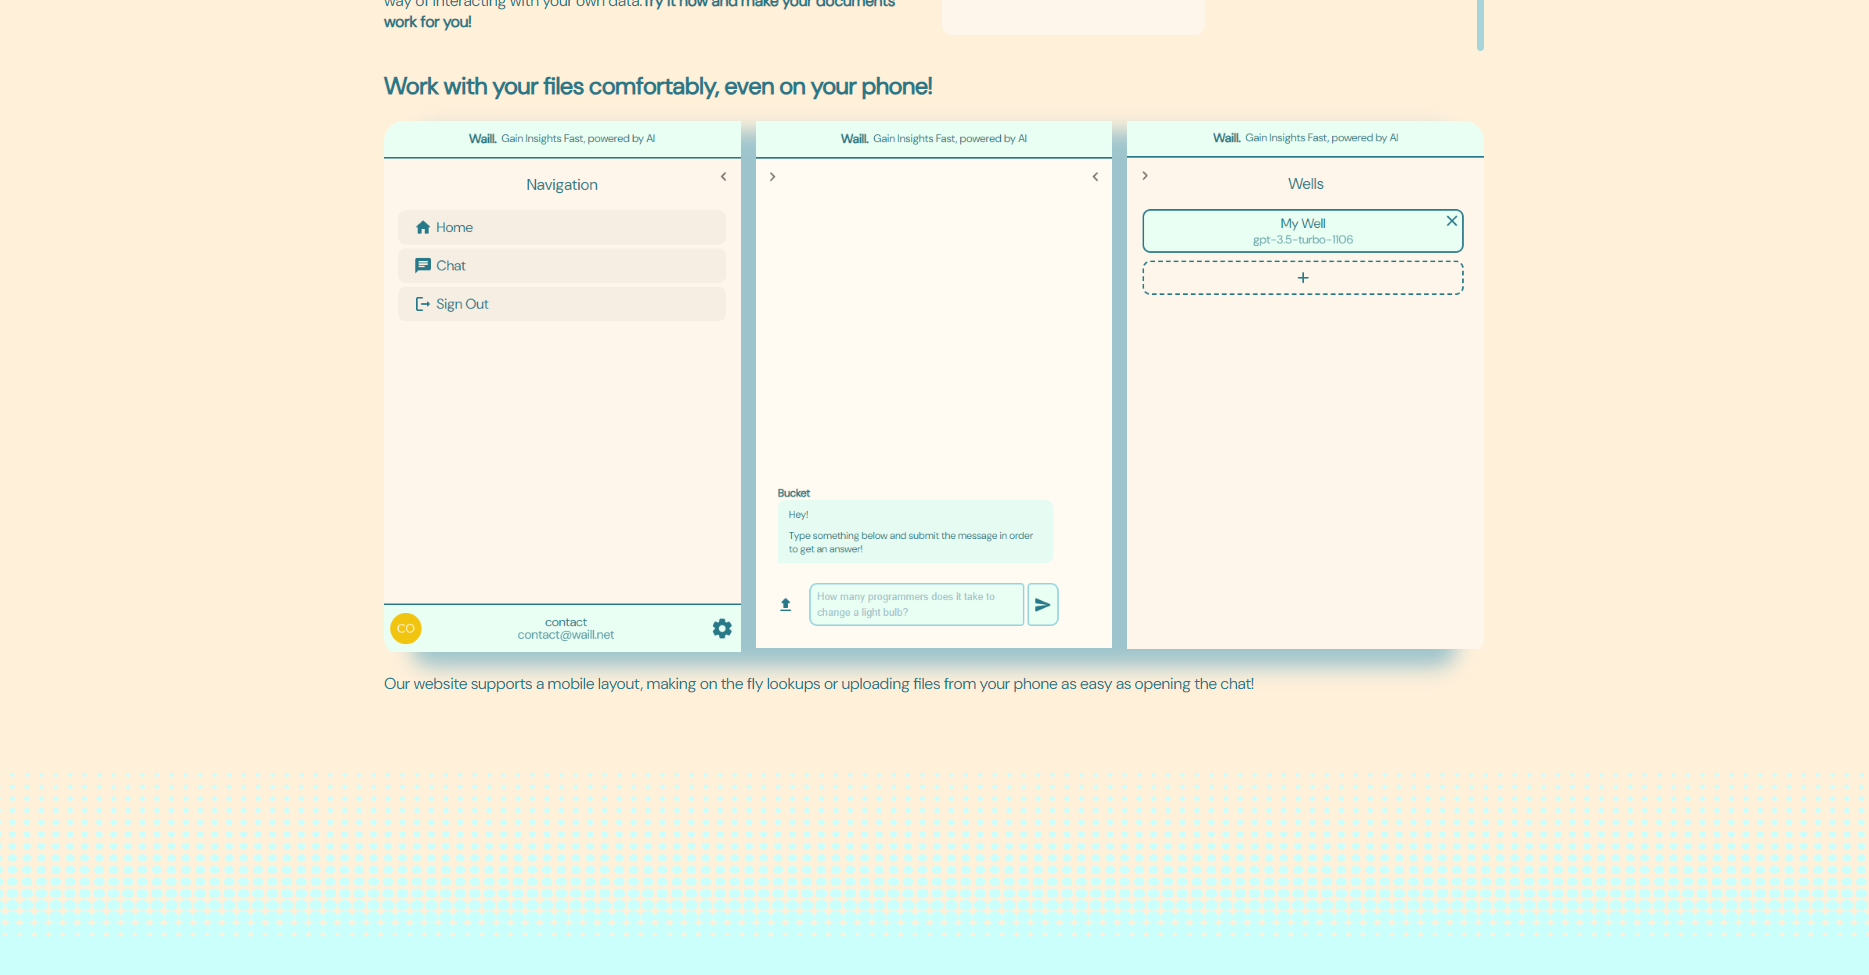 way of interacting with your own data. Try it now and make your documents
work for you!
Work with your files comfortably, even on your phone!
Waill. Gain Insights Fast, powered by AI
Navigation
Home
Chat
Sign Out
CO
contact
contact@waill.net
Waill. Gain Insights Fast, powered by AI
Bucket
Hey!
Type something below and submit the message in order
to get an answer!
How many programmers does it take to
change a light bulb?
Waill. Gain Insights Fast, powered by AI
Wells
My Well
gpt-3.5-turbo-1106
Our website supports a mobile layout, making on the fly lookups or uploading files from your phone as easy as opening the chat!